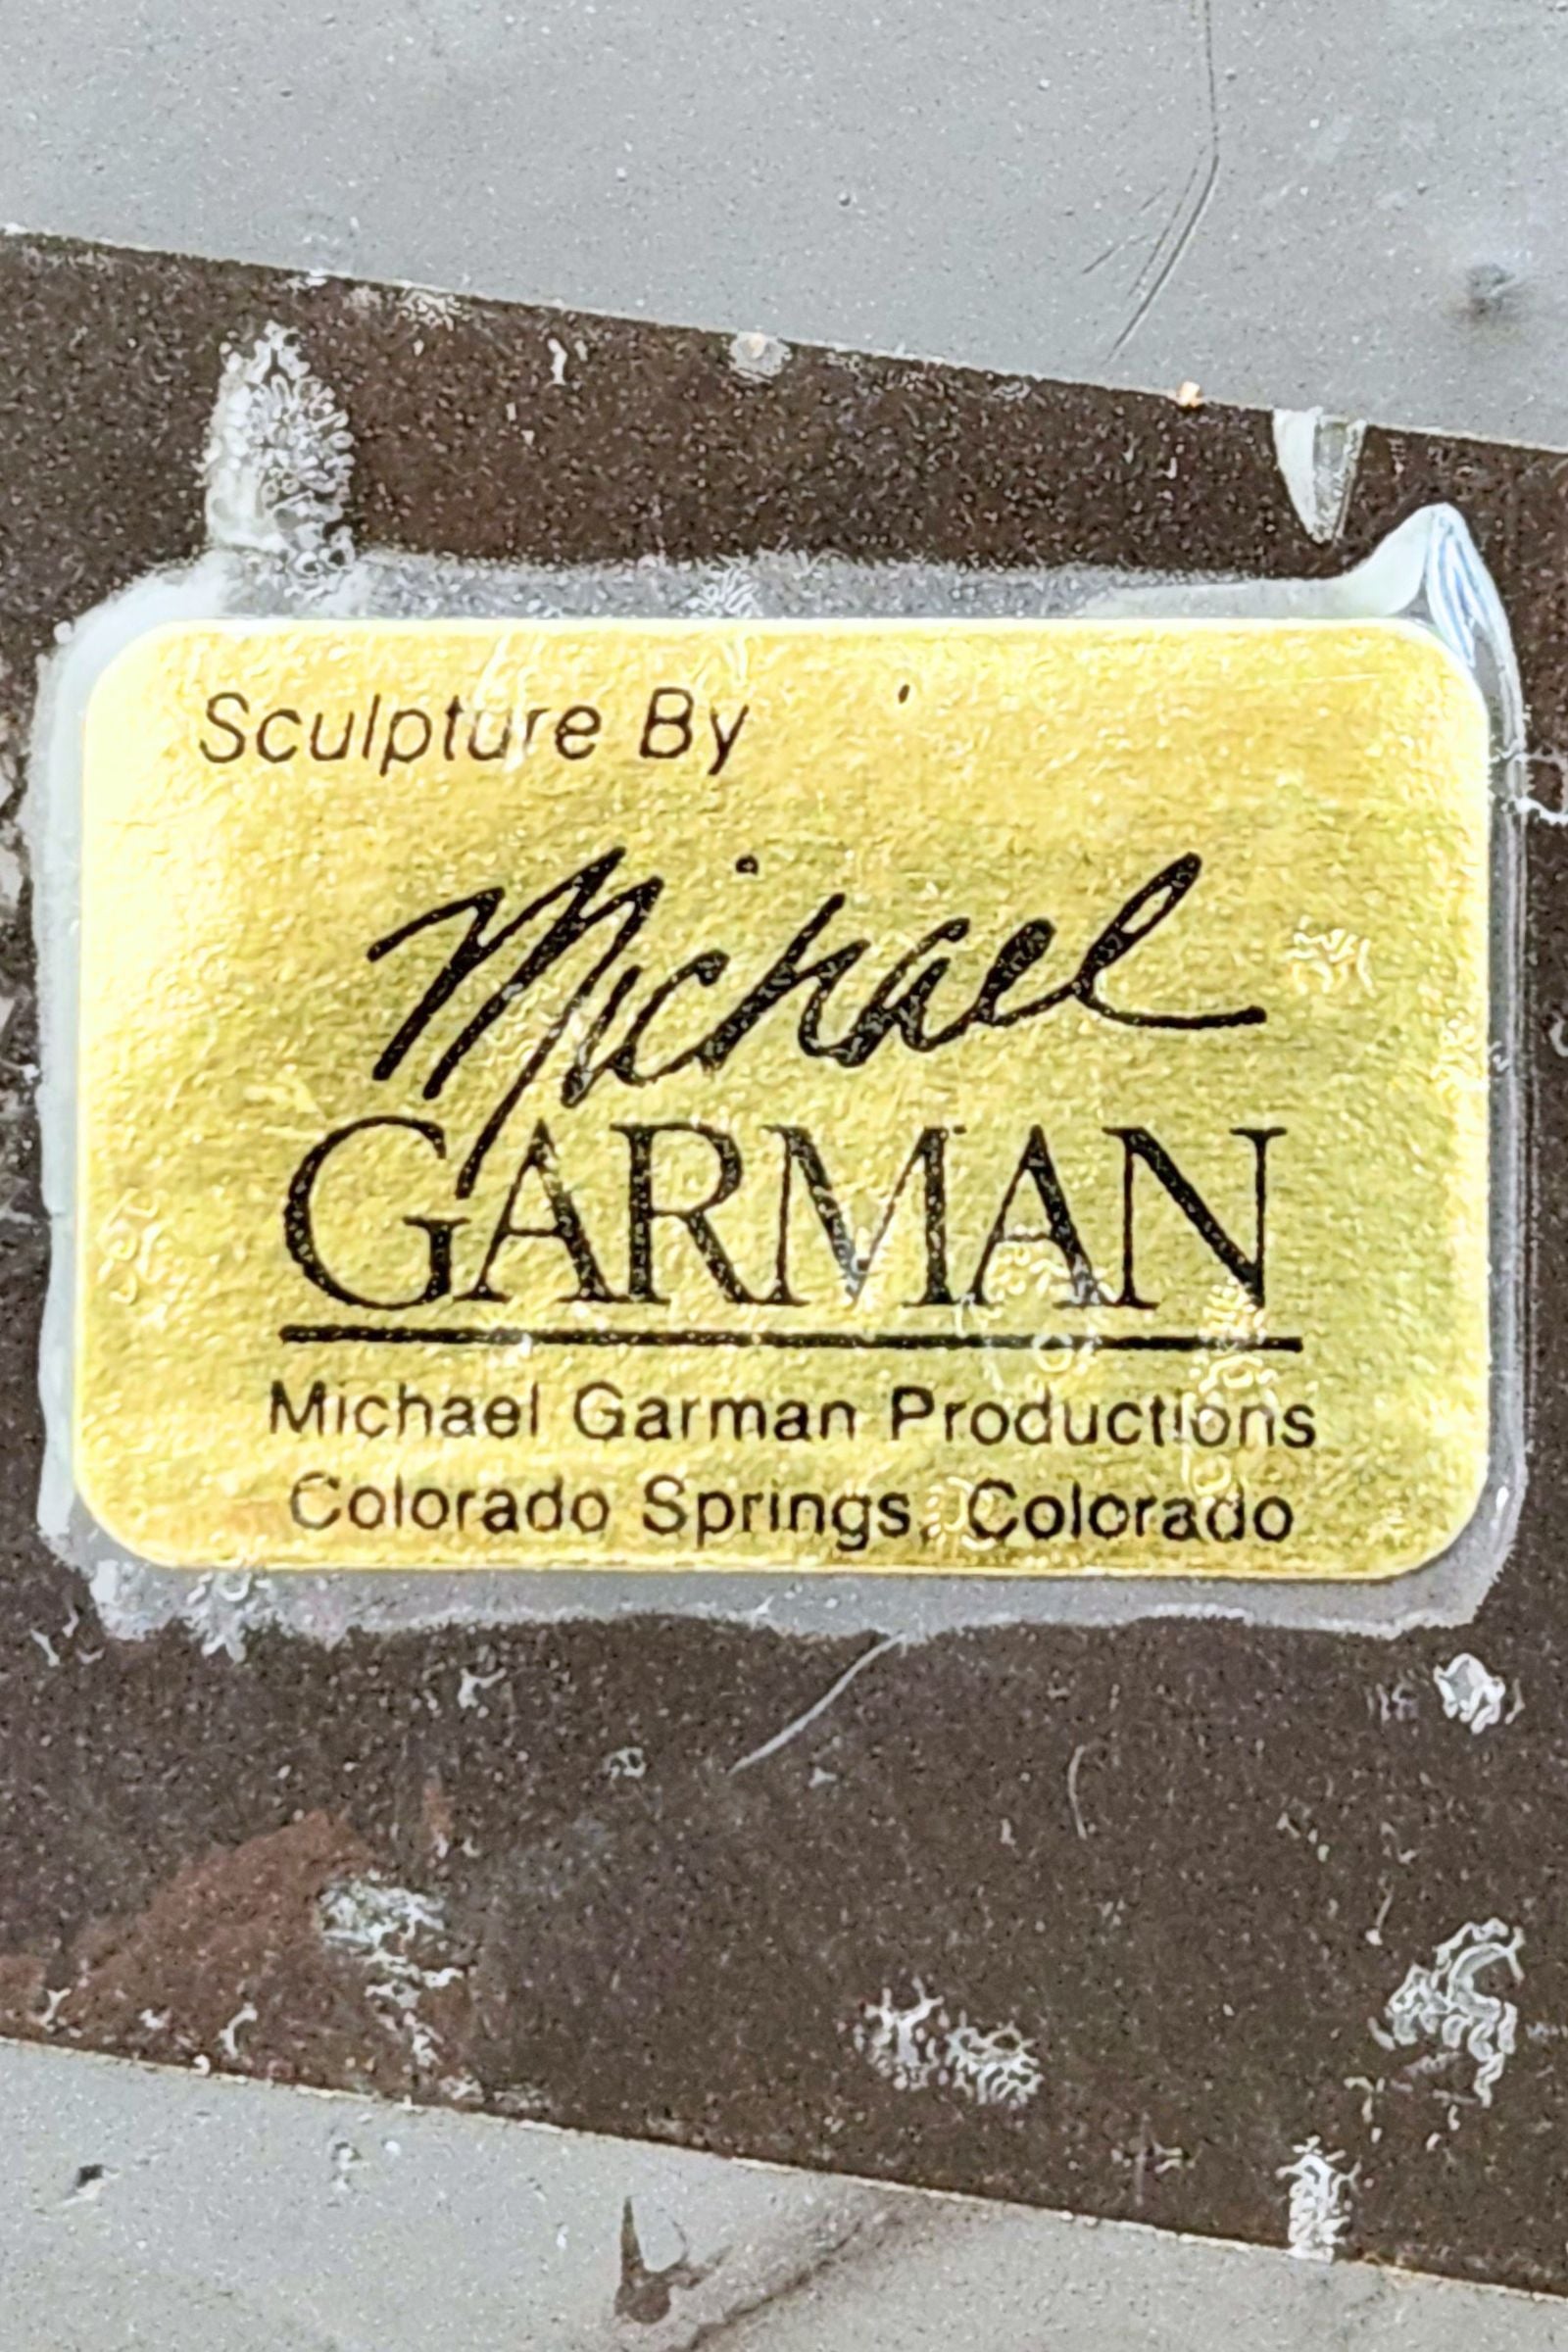 Sculpture By
Michael
GARMAN
Michael Garman Productions
Colorado Springs, Colorado